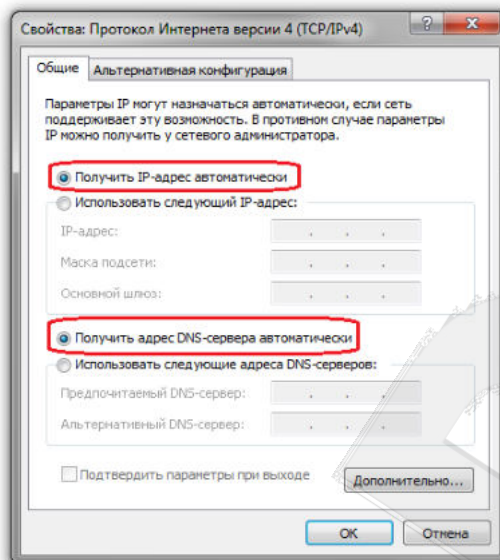 Свойства: Протокол Интернета версии 4 (TCP/IPv4)
Общие
Альтернативная конфигурация
Параметры IP могут назначаться автоматически, если сеть
поддерживает эту возможность. В противном случае параметры
IP можно получить у сетевого администратора.
Получить IP-адрес автоматически
Использовать следующий IP-адрес:
IP-адрес:
Маска подсети:
Основной шлюз:
Получить адрес DNS-сервера автоматически
Использовать следующие адреса DNS-серверов:
Предпочитаемый DNS-сервер:
Альтернативный DNS-сервер:
Подтвердить параметры при выходе
Дополнительно...
ОК
Отмена